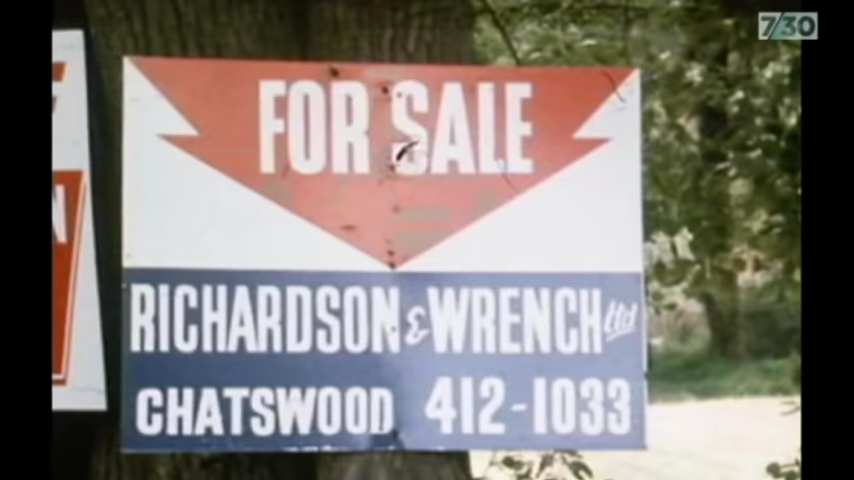 7/30
FOR SALE
N
RICHARDSON & WRENCH Ltd
CHATSWOOD 412-1033